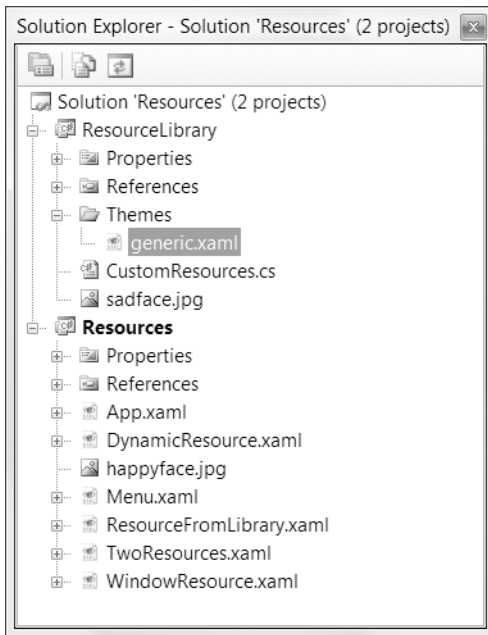 Solution Explorer - Solution 'Resources' (2 projects)
Solution 'Resources' (2 projects)
ResourceLibrary
Properties
References
Themes
generic.xaml
CustomResources.cs
sadface.jpg
Resources
Properties
References
App.xaml
DynamicResource.xaml
happyface.jpg
Menu.xaml
ResourceFromLibrary.xaml
TwoResources.xaml
WindowResource.xaml